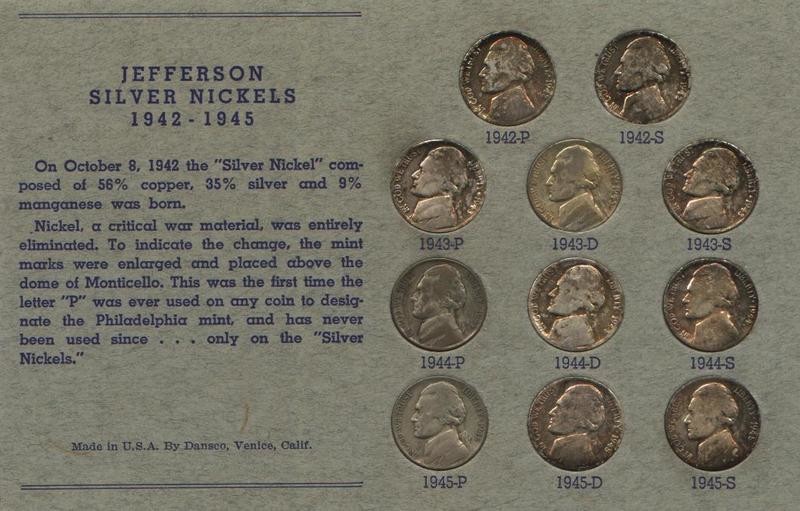 JEFFERSON
SILVER NICKELS
1942 - 1945
On October 8, 1942 the "Silver Nickel" com-
posed of 56% copper, 35% silver and 9%
manganese was born.
Nickel, a critical war material, was entirely
eliminated. To indicate the change, the mint
marks were enlarged and placed above the
dome of Monticello. This was the first time the
letter "P" was ever used on any coin to desig-
nate the Philadelphia mint, and has never
been used since . . . only on the "Silver
Nickels."
Made in U.S.A. By Dansco, Venice, Calif.
1942-P 1942-S
1943-P 1943-D 1943-S
1944-P 1944-D 1944-S
1945-P 1945-D 1945-S